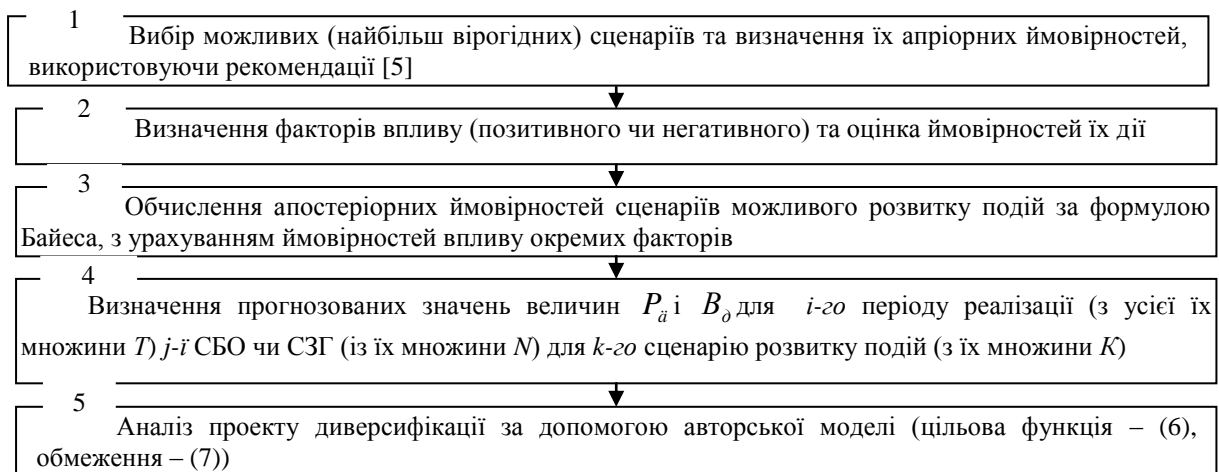 1
Вибір можливих (найбільш вірогідних) сценаріїв та визначення їх апріорних ймовірностей,
використовуючи рекомендації [5]
2
Визначення факторів впливу (позитивного чи негативного) та оцінка ймовірностей їх дії
3
Обчислення апостеріорних ймовірностей сценаріїв можливого розвитку подій за формулою
Байєса, з урахуванням ймовірностей впливу окремих факторів
4
Визначення прогнозованих значень величин P_ä і B_ò для i-го періоду реалізації (з усієї їх
множини T) j-ї СБО чи СЗГ (із їх множини N) для k-го сценарію розвитку подій (з їх множини K)
5
Аналіз проекту диверсифікації за допомогою авторської моделі (цільова функція – (6),
обмеження – (7))